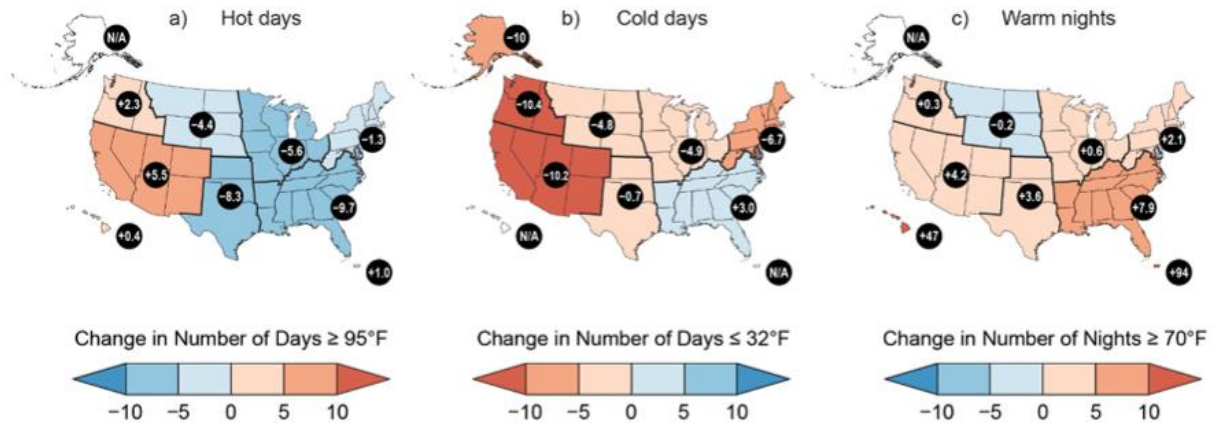 a) Hot days
N/A
+2.3
−4.4
−5.6
−1.3
+5.5
−8.3
−9.7
+0.4
+1.0
Change in Number of Days ≥ 95°F
−10 −5 0 5 10
b) Cold days
−10
−10.4
−4.8
−4.9
−6.7
−10.2
−0.7
+3.0
N/A
N/A
Change in Number of Days ≤ 32°F
−10 −5 0 5 10
c) Warm nights
N/A
+0.3
−0.2
+0.6
+2.1
+4.2
+3.6
+7.9
+47
+94
Change in Number of Nights ≥ 70°F
−10 −5 0 5 10